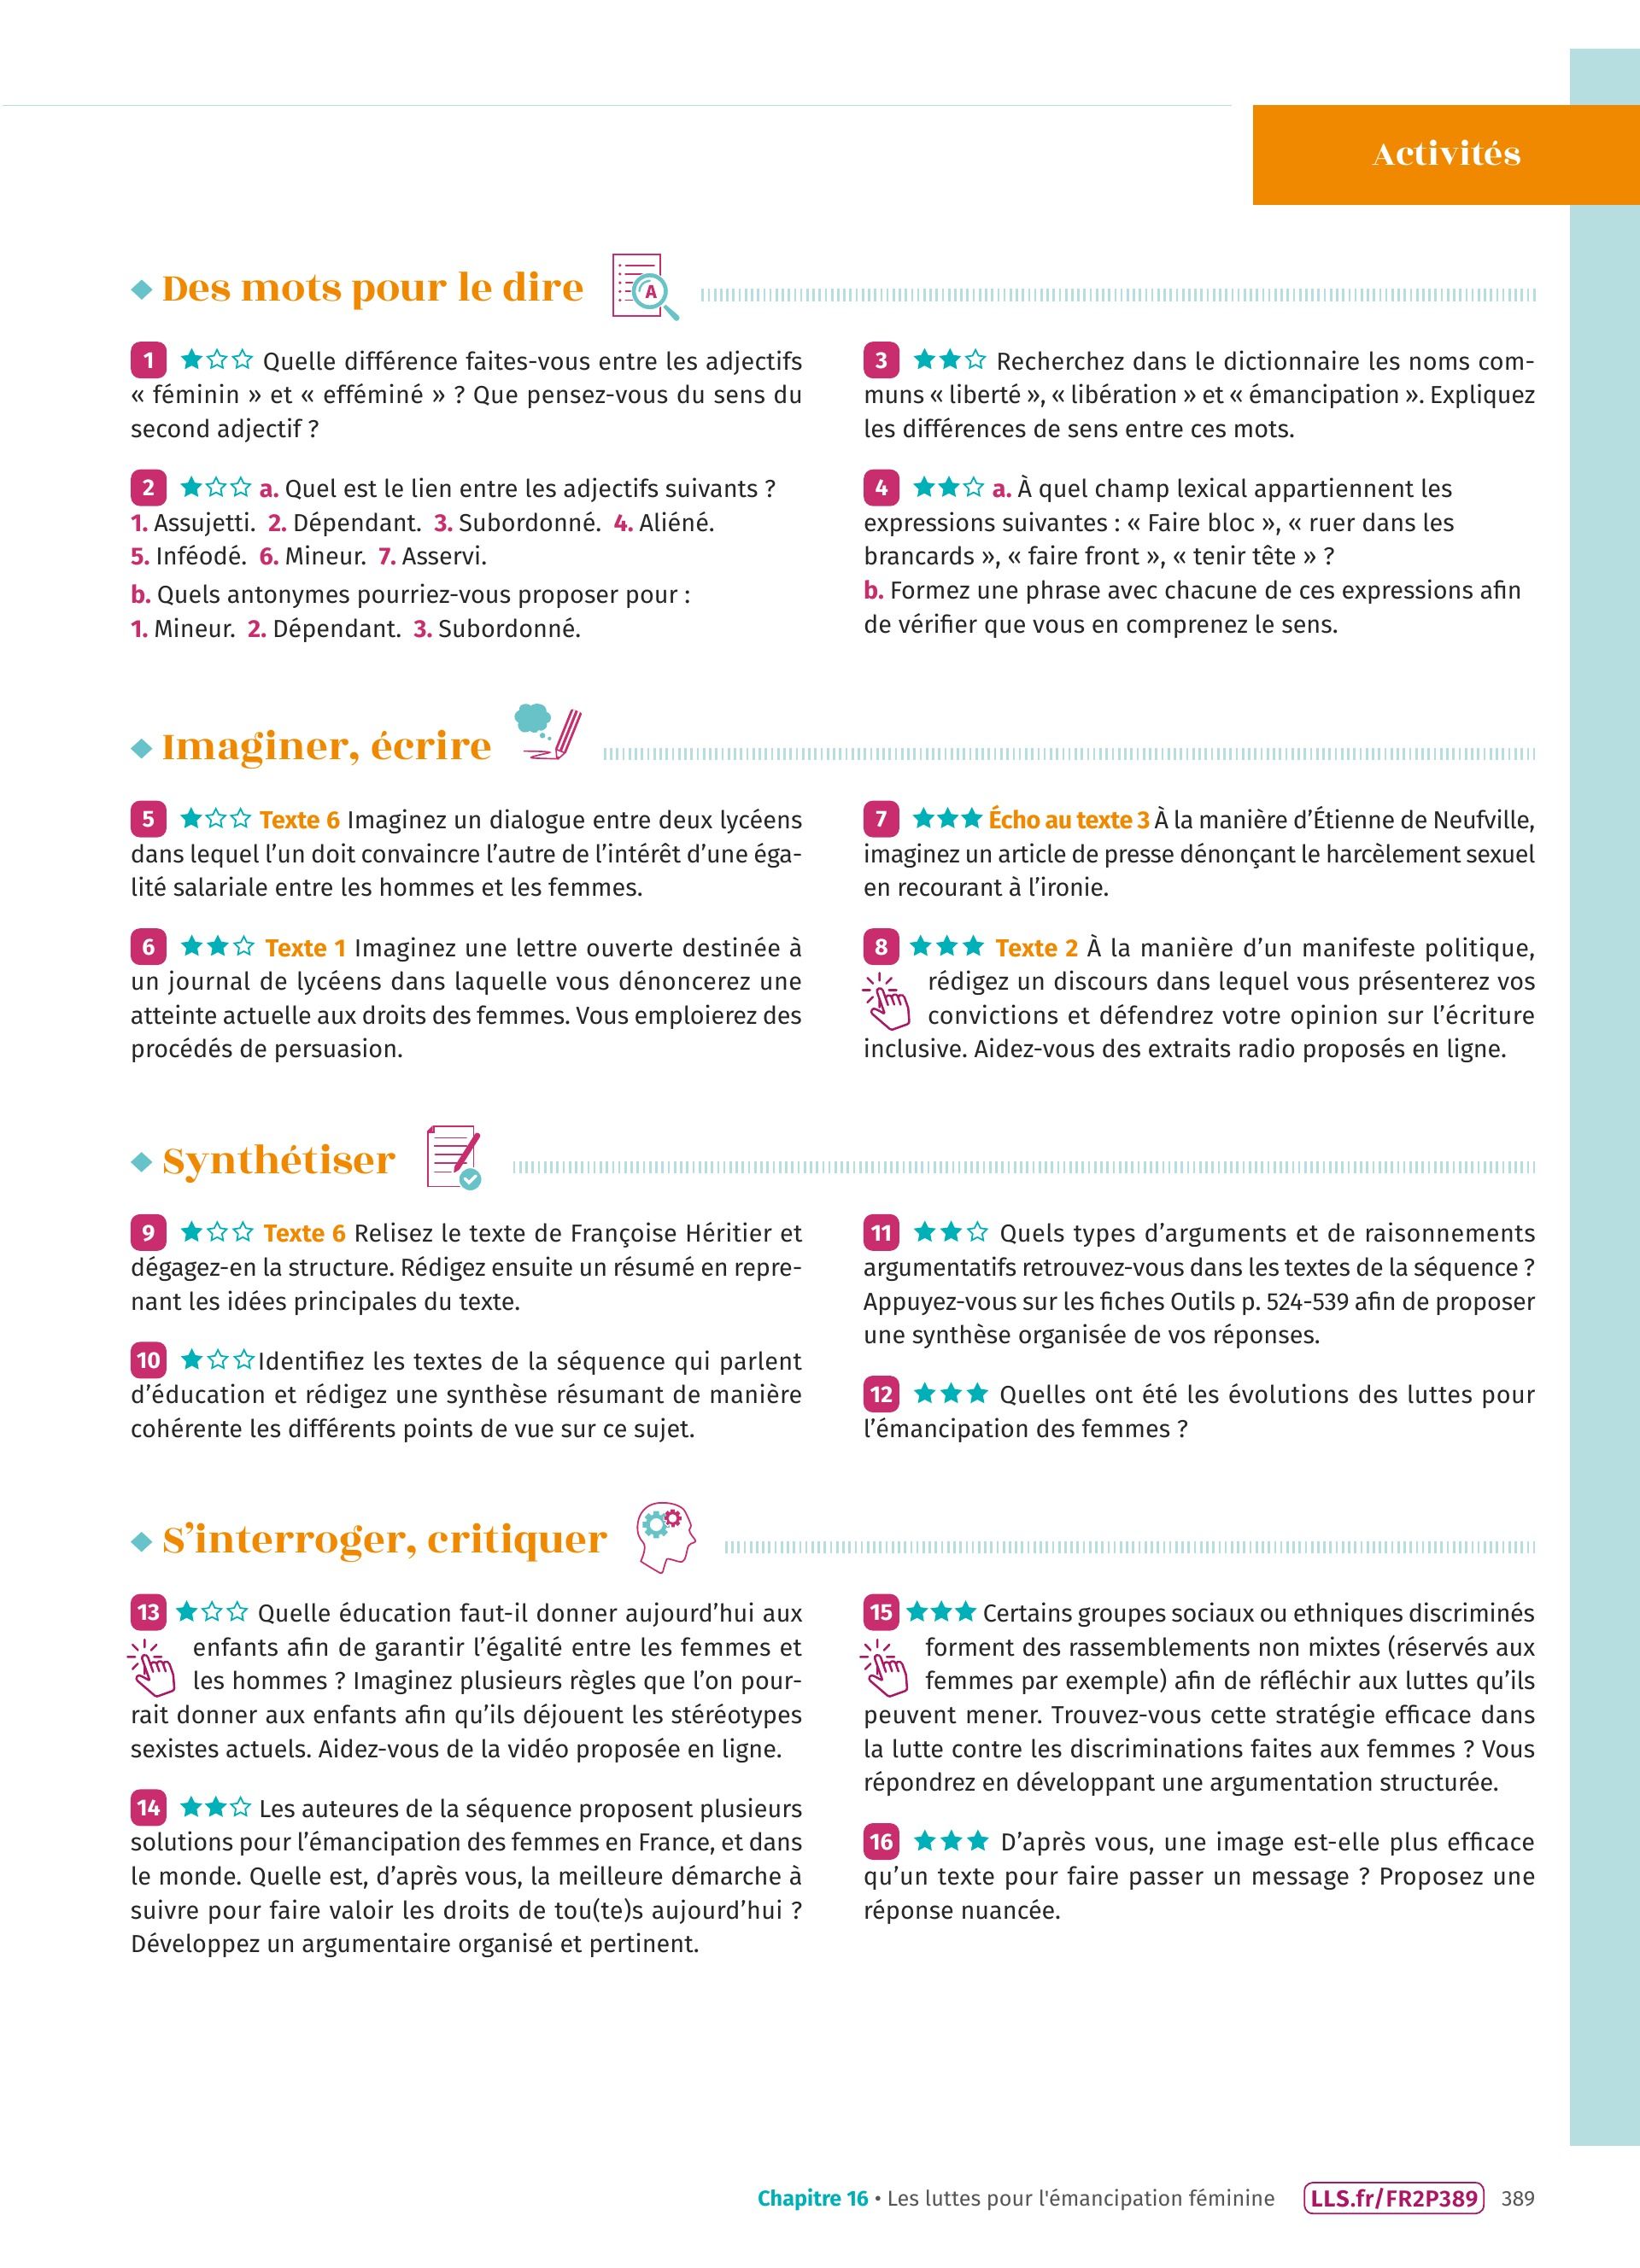 Activités
Des mots pour le dire
A
1 ★☆☆ Quelle différence faites-vous entre les adjectifs
« féminin » et « efféminé » ? Que pensez-vous du sens du
second adjectif ?
2 ★☆☆ a. Quel est le lien entre les adjectifs suivants ?
1. Assujetti. 2. Dépendant. 3. Subordonné. 4. Aliéné.
5. Inféodé. 6. Mineur. 7. Asservi.
b. Quels antonymes pourriez-vous proposer pour :
1. Mineur. 2. Dépendant. 3. Subordonné.
3 ★★☆ Recherchez dans le dictionnaire les noms com-
muns « liberté », « libération » et « émancipation ». Expliquez
les différences de sens entre ces mots.
4 ★★☆ a. À quel champ lexical appartiennent les
expressions suivantes : « Faire bloc », « ruer dans les
brancards », « faire front », « tenir tête » ?
b. Formez une phrase avec chacune de ces expressions afin
de vérifier que vous en comprenez le sens.
Imaginer, écrire
5 ★☆☆ Texte 6 Imaginez un dialogue entre deux lycéens
dans lequel l’un doit convaincre l’autre de l’intérêt d’une éga-
lité salariale entre les hommes et les femmes.
6 ★★☆ Texte 1 Imaginez une lettre ouverte destinée à
un journal de lycéens dans laquelle vous dénoncerez une
atteinte actuelle aux droits des femmes. Vous emploierez des
procédés de persuasion.
7 ★★★ Écho au texte 3 À la manière d’Étienne de Neufville,
imaginez un article de presse dénonçant le harcèlement sexuel
en recourant à l’ironie.
8 ★★★ Texte 2 À la manière d’un manifeste politique,
rédigez un discours dans lequel vous présenterez vos
convictions et défendrez votre opinion sur l’écriture
inclusive. Aidez-vous des extraits radio proposés en ligne.
Synthétiser
9 ★☆☆ Texte 6 Relisez le texte de Françoise Héritier et
dégagez-en la structure. Rédigez ensuite un résumé en repre-
nant les idées principales du texte.
10 ★☆☆Identifiez les textes de la séquence qui parlent
d’éducation et rédigez une synthèse résumant de manière
cohérente les différents points de vue sur ce sujet.
11 ★★☆ Quels types d’arguments et de raisonnements
argumentatifs retrouvez-vous dans les textes de la séquence ?
Appuyez-vous sur les fiches Outils p. 524-539 afin de proposer
une synthèse organisée de vos réponses.
12 ★★★ Quelles ont été les évolutions des luttes pour
l’émancipation des femmes ?
S’interroger, critiquer
13 ★☆☆ Quelle éducation faut-il donner aujourd’hui aux
enfants afin de garantir l’égalité entre les femmes et
les hommes ? Imaginez plusieurs règles que l’on pour-
rait donner aux enfants afin qu’ils déjouent les stéréotypes
sexistes actuels. Aidez-vous de la vidéo proposée en ligne.
14 ★★☆ Les auteures de la séquence proposent plusieurs
solutions pour l’émancipation des femmes en France, et dans
le monde. Quelle est, d’après vous, la meilleure démarche à
suivre pour faire valoir les droits de tou(te)s aujourd’hui ?
Développez un argumentaire organisé et pertinent.
15 ★★★ Certains groupes sociaux ou ethniques discriminés
forment des rassemblements non mixtes (réservés aux
femmes par exemple) afin de réfléchir aux luttes qu’ils
peuvent mener. Trouvez-vous cette stratégie efficace dans
la lutte contre les discriminations faites aux femmes ? Vous
répondrez en développant une argumentation structurée.
16 ★★★ D’après vous, une image est-elle plus efficace
qu’un texte pour faire passer un message ? Proposez une
réponse nuancée.
Chapitre 16 • Les luttes pour l'émancipation féminine LLS.fr/FR2P389 389